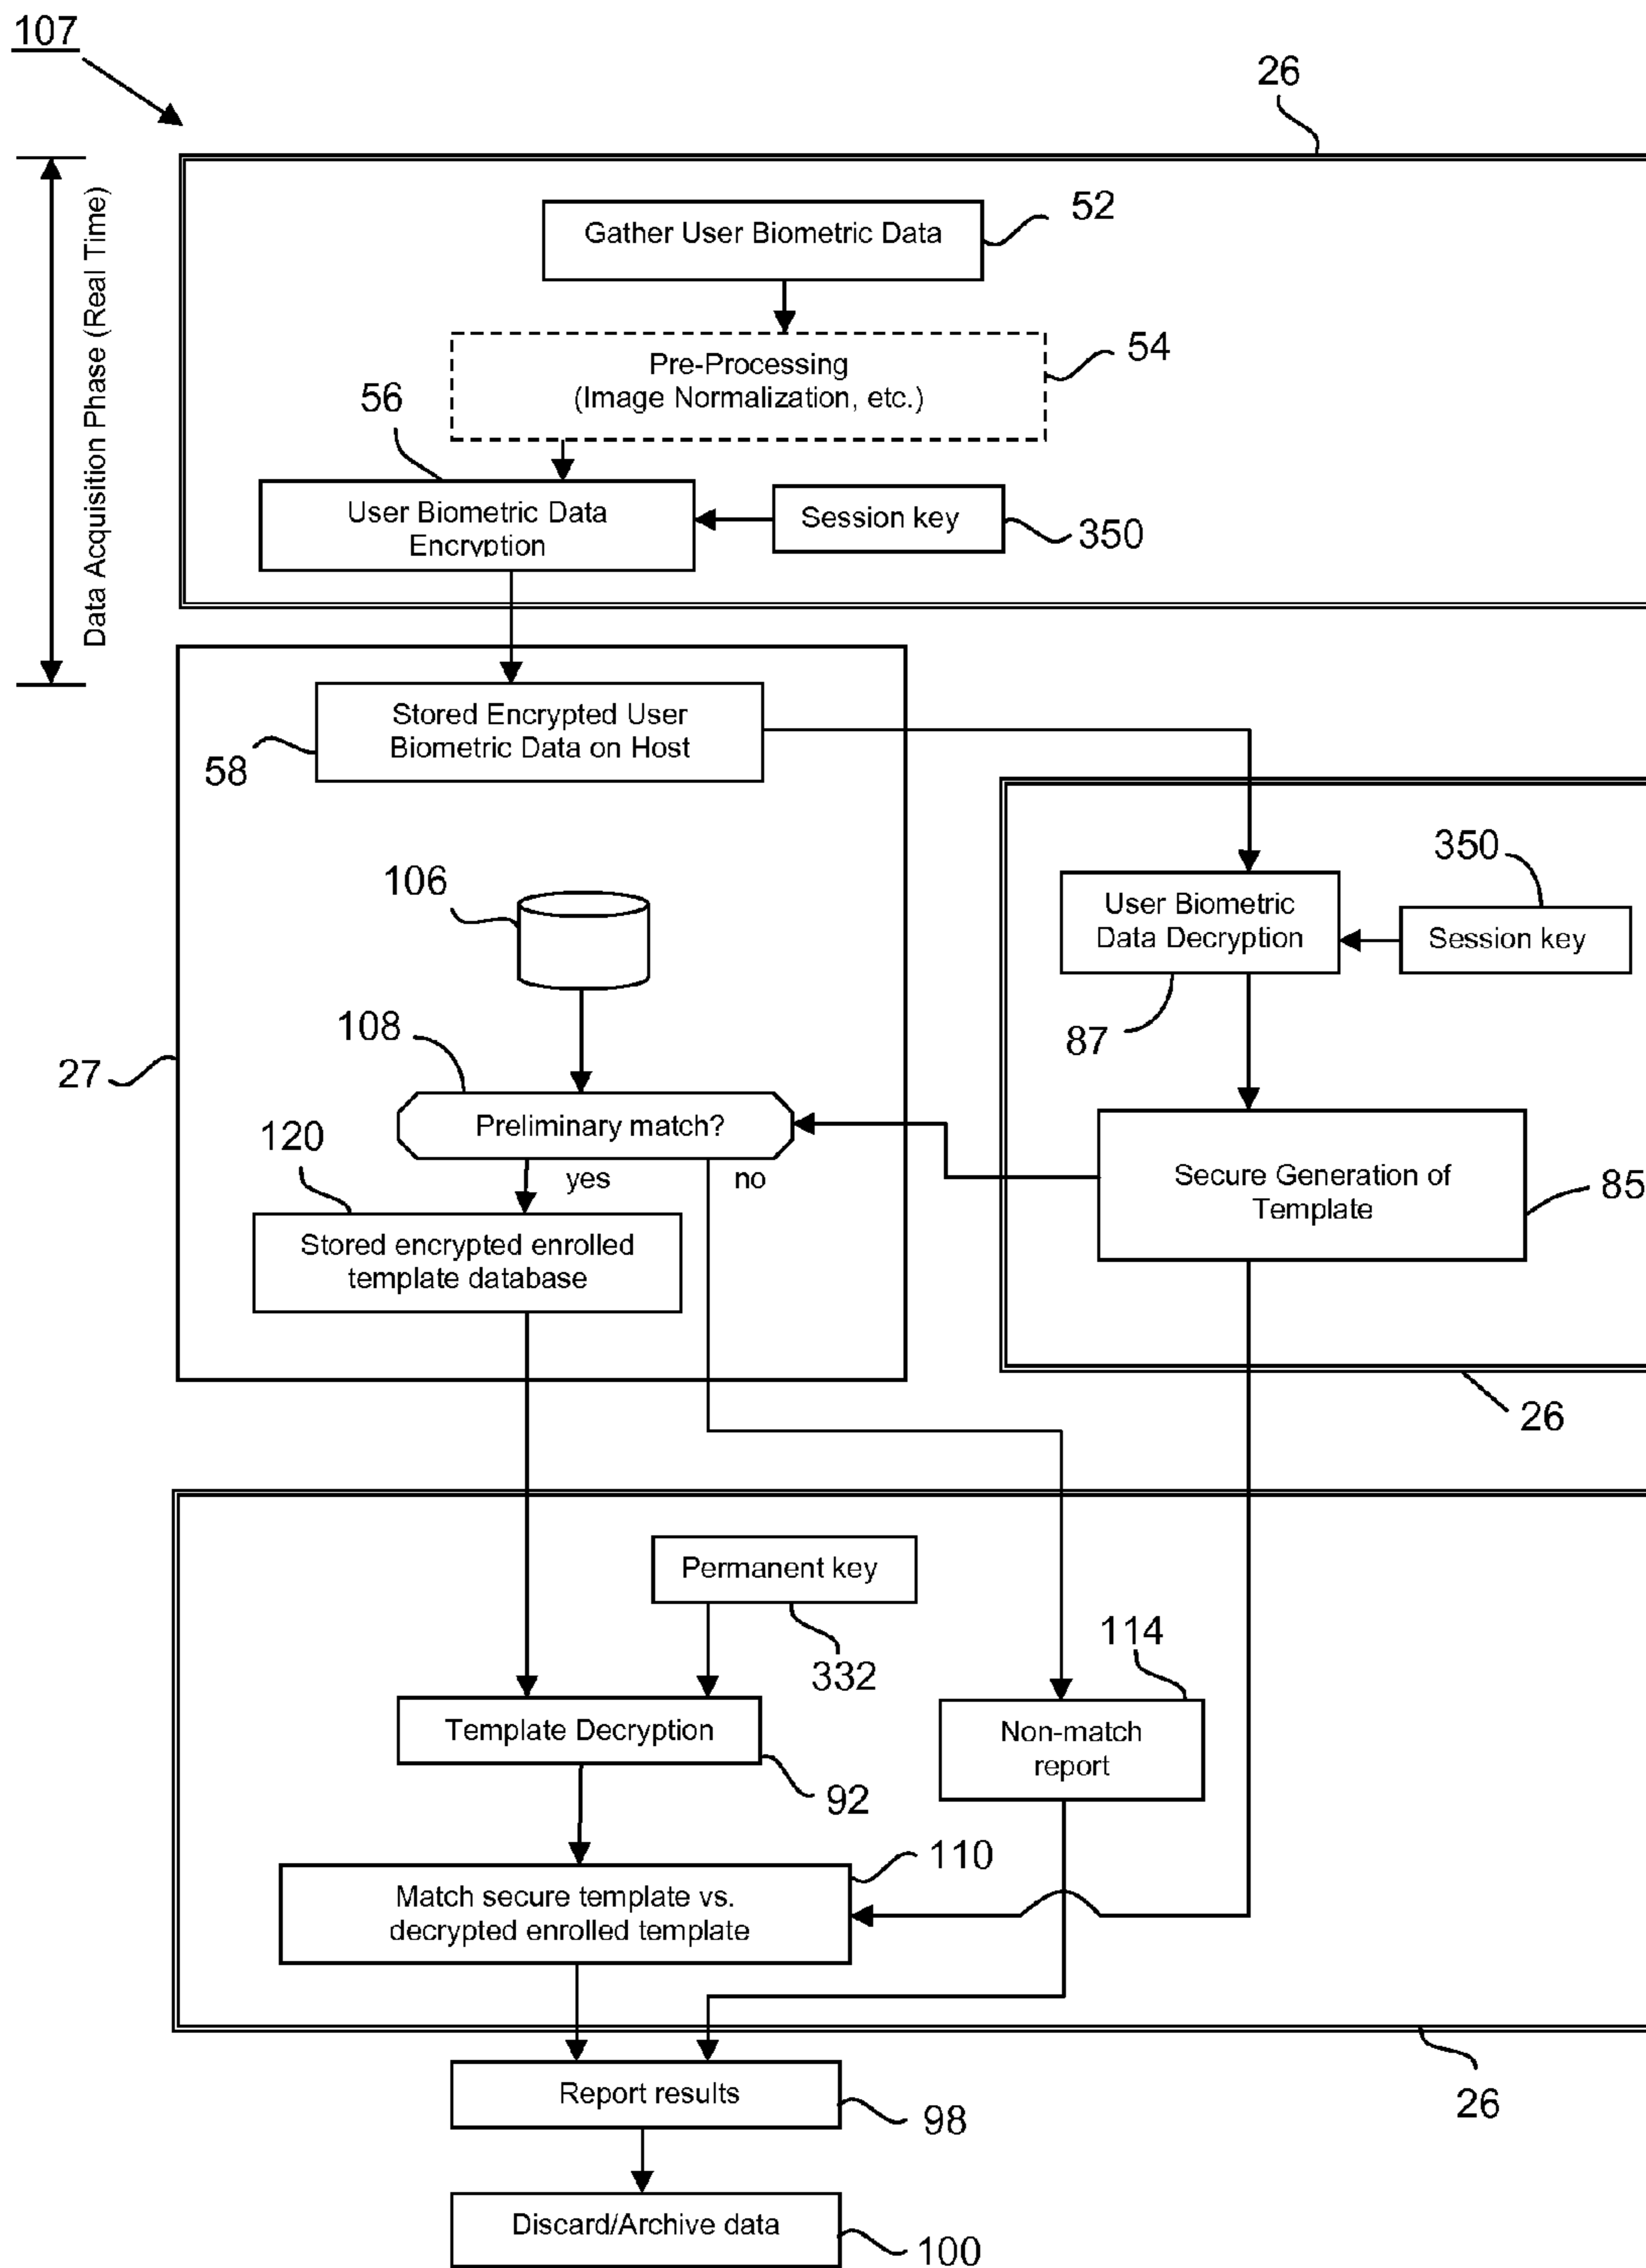 107
26
Data Acquisition Phase (Real Time)
Gather User Biometric Data
52
Pre-Processing
(Image Normalization, etc.)
54
56
User Biometric Data
Encryption
Session key
350
Stored Encrypted User
Biometric Data on Host
58
350
User Biometric
Data Decryption
Session key
87
106
108
27
Preliminary match?
yes
no
120
Stored encrypted enrolled
template database
Secure Generation of
Template
85
26
Permanent key
332
114
Template Decryption
92
Non-match
report
110
Match secure template vs.
decrypted enrolled template
26
Report results
98
Discard/Archive data
100